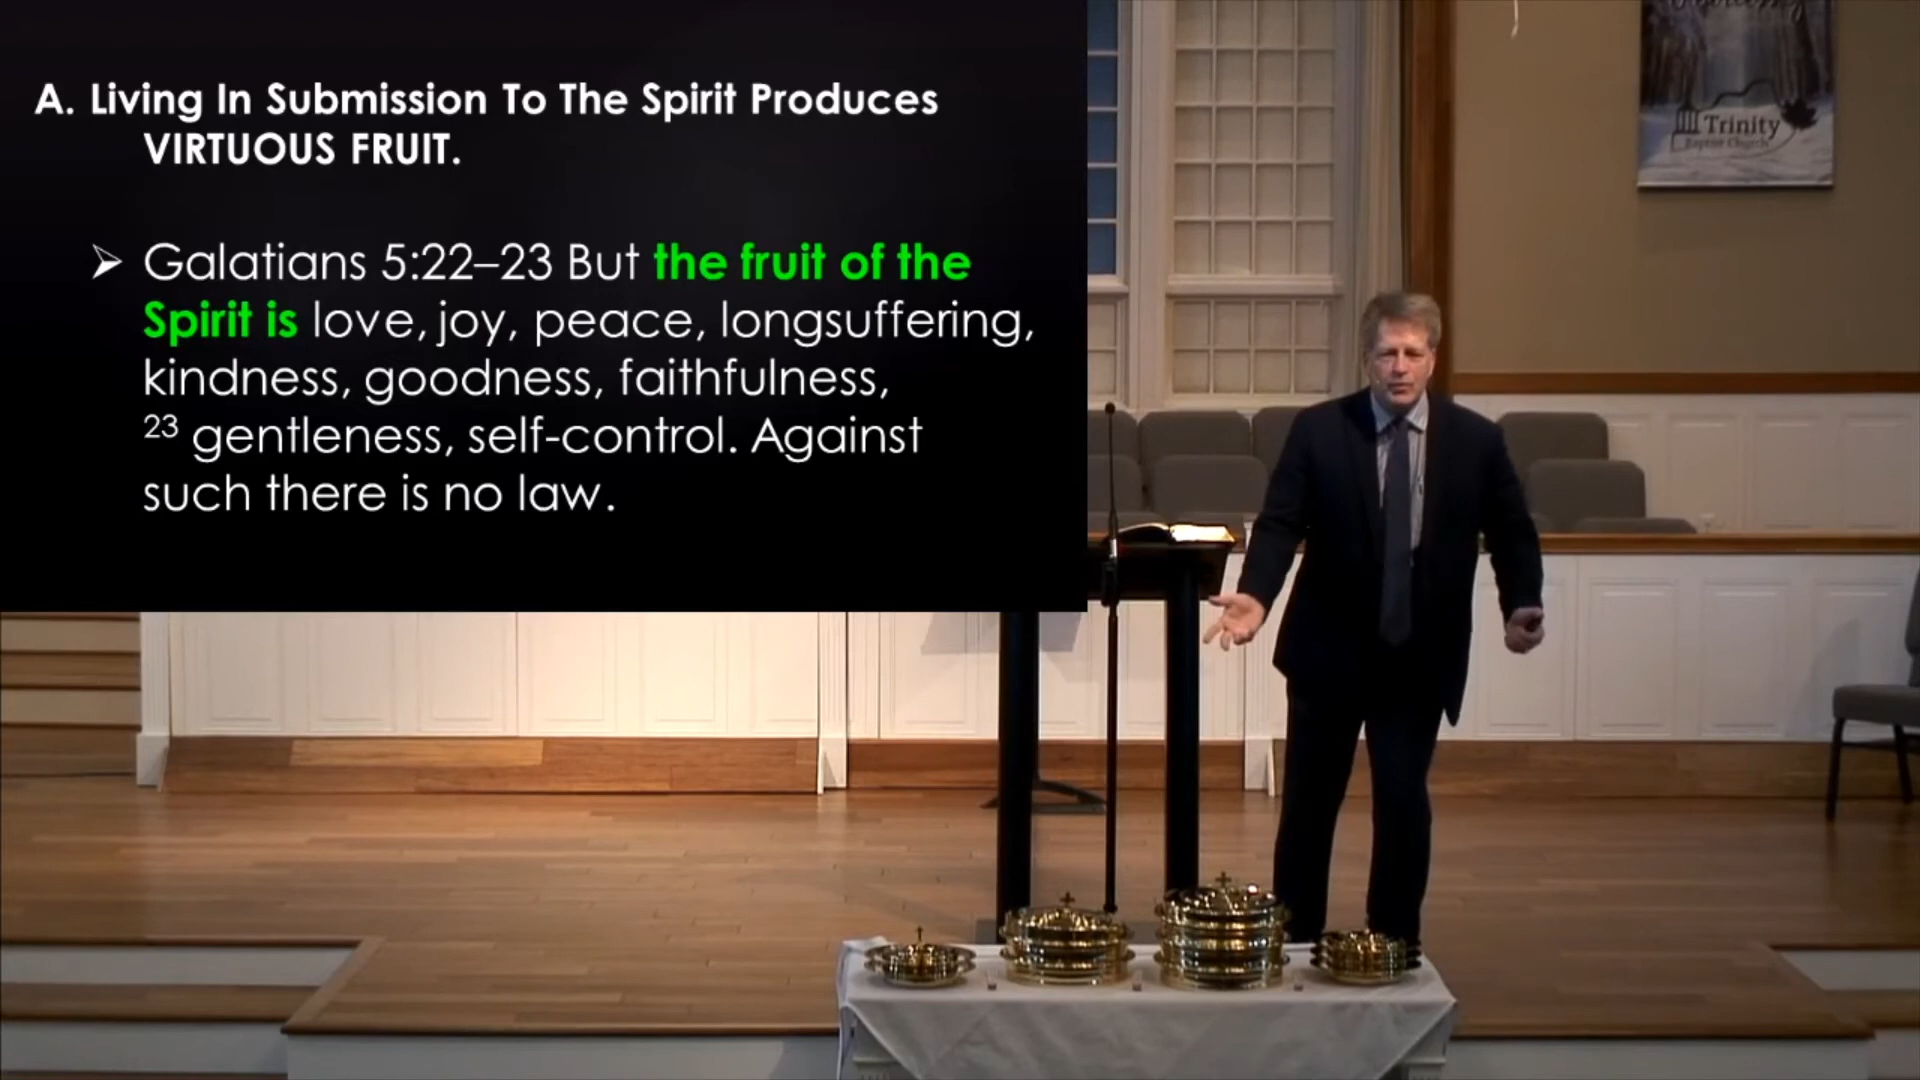 A. Living In Submission To The Spirit Produces
VIRTUOUS FRUIT.
➢ Galatians 5:22–23 But the fruit of the
Spirit is love, joy, peace, longsuffering,
kindness, goodness, faithfulness,
23 gentleness, self-control. Against
such there is no law.
Trinity
Baptist Church